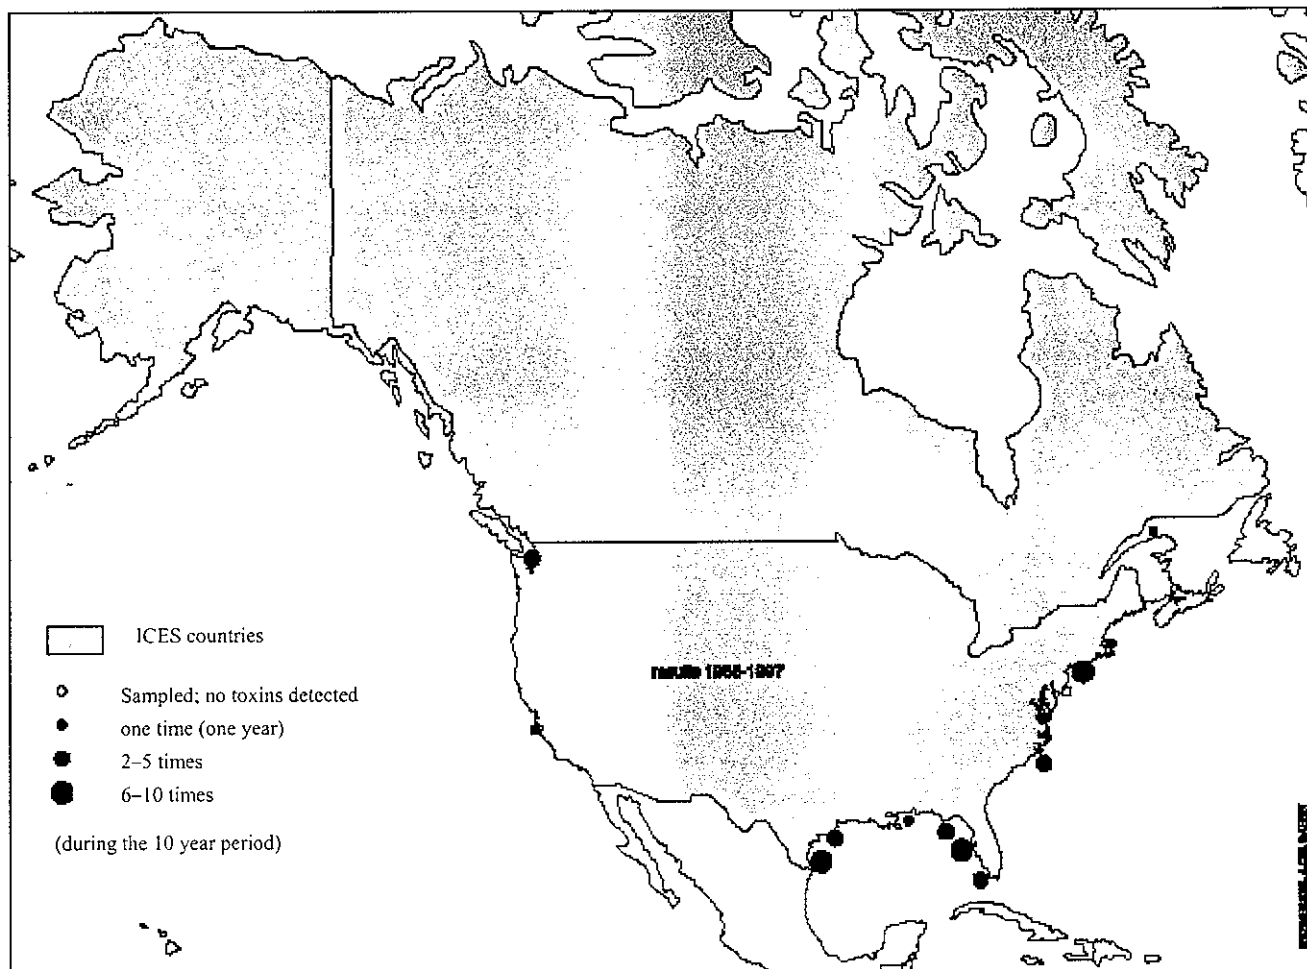 ICES countries
results
Sampled; no toxins detected
one time (one year)
2–5 times
6–10 times
(during the 10 year period)